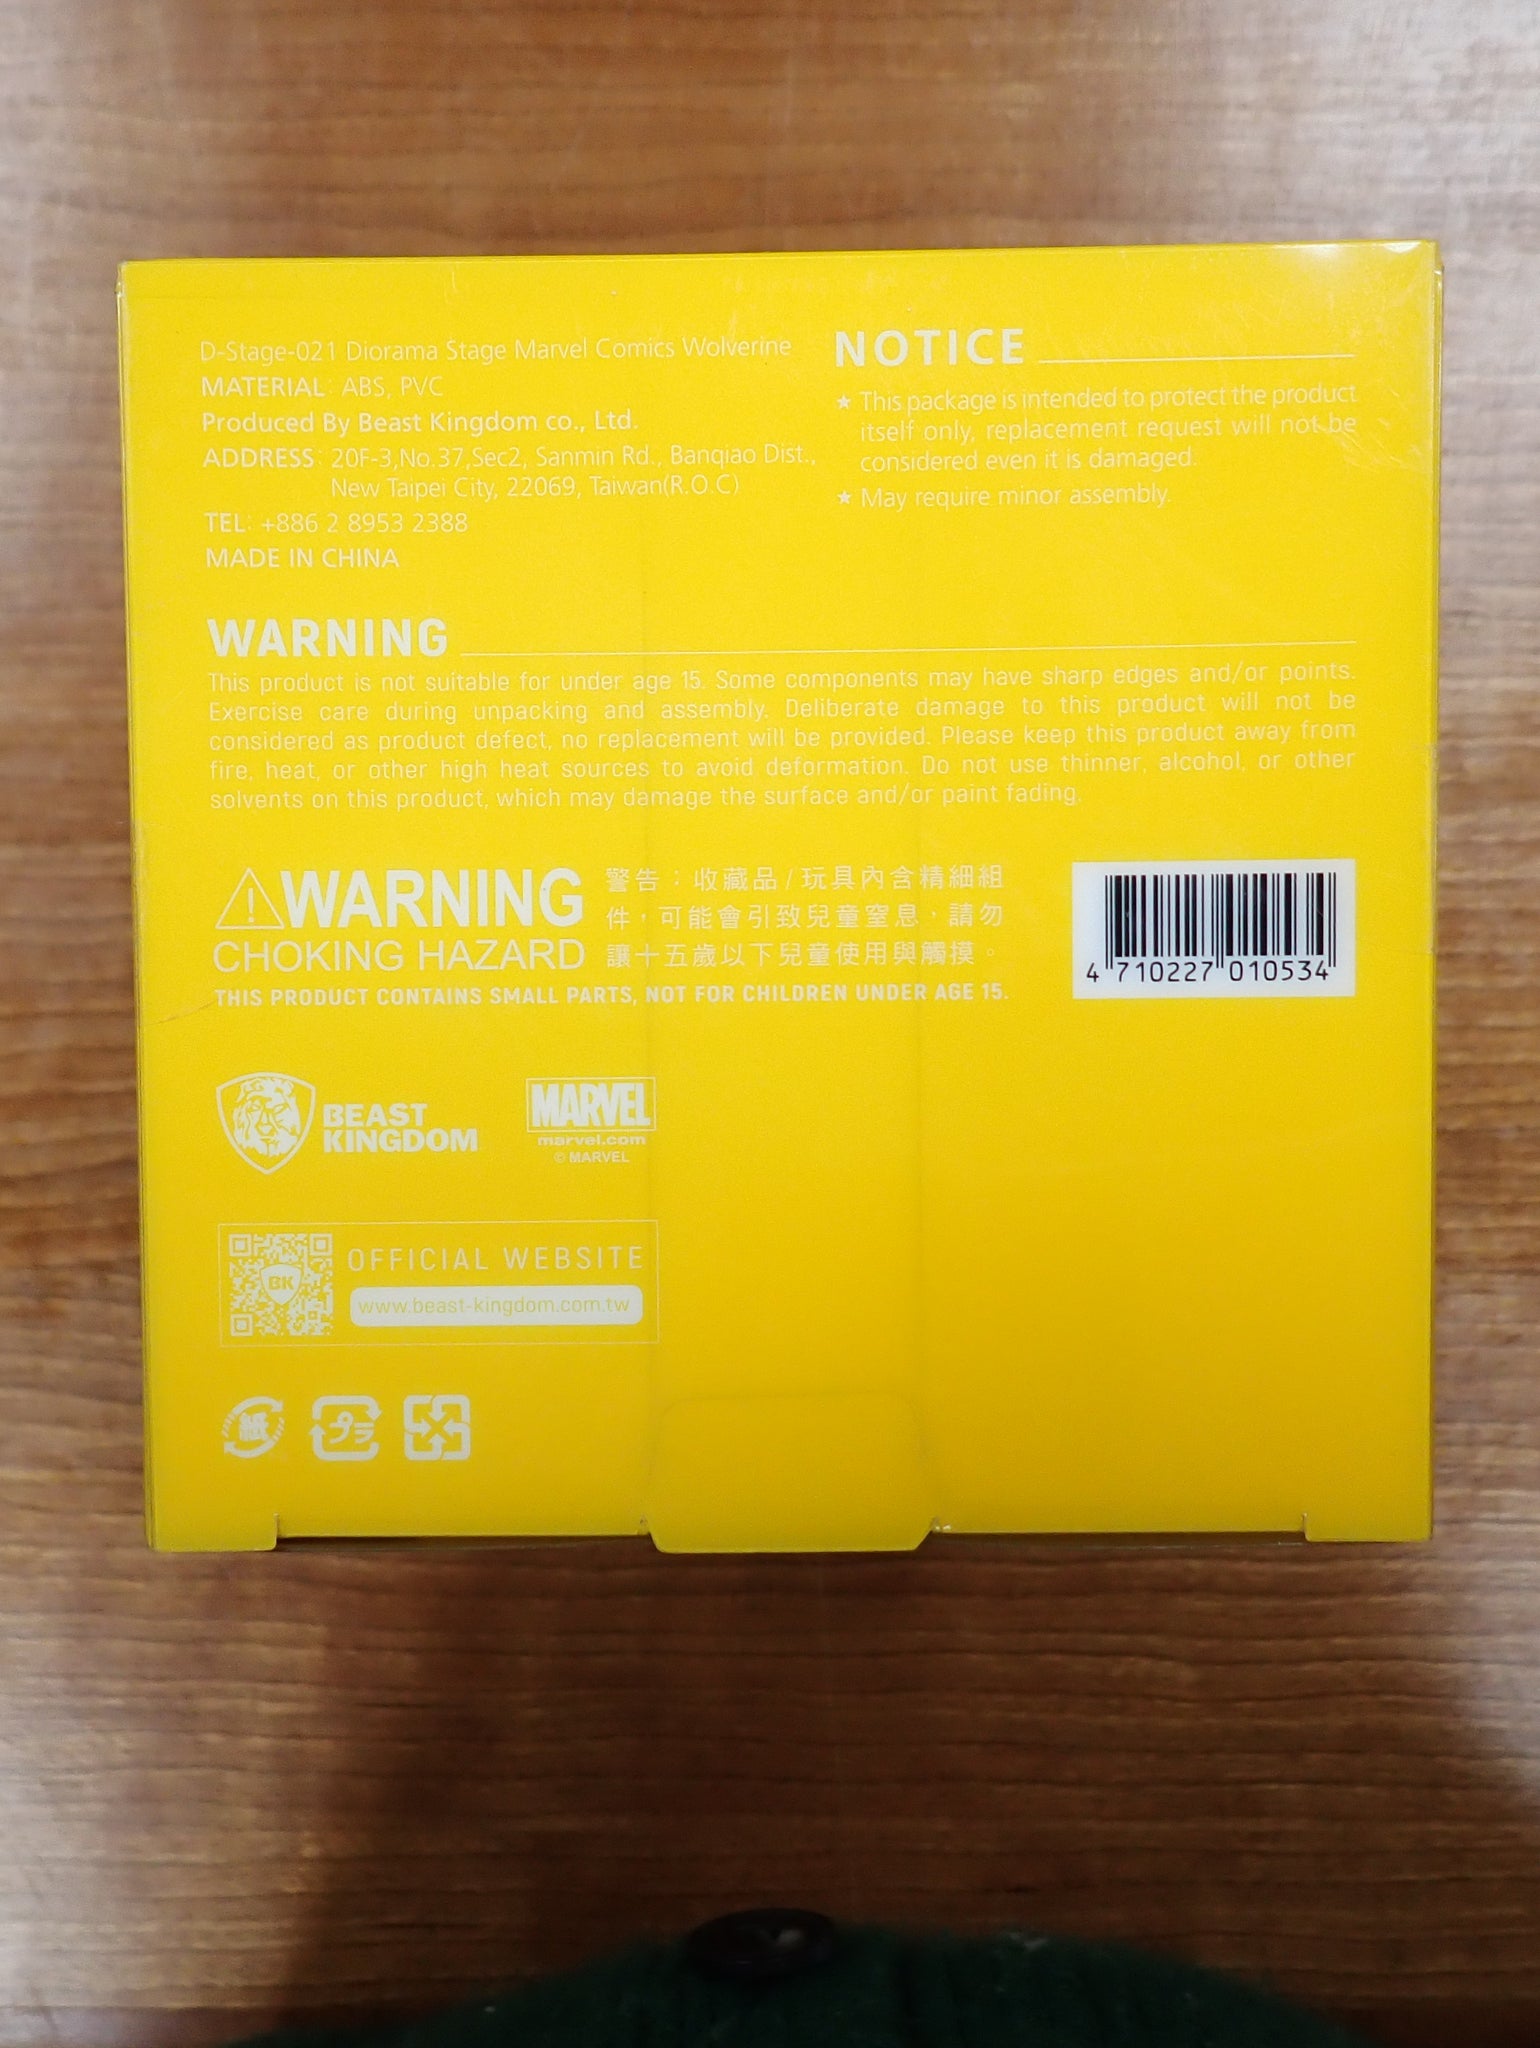 D-Stage-021 Diorama Stage Marvel Comics Wolverine
MATERIAL: ABS, PVC
Produced By Beast Kingdom co., Ltd.
ADDRESS: 20F-3,No.37,Sec2, Sanmin Rd., Banqiao Dist.,
New Taipei City, 22069, Taiwan(R.O.C)
TEL: +886 2 8953 2388
MADE IN CHINA
NOTICE
★ This package is intended to protect the product
itself only, replacement request will not be
considered even it is damaged.
★ May require minor assembly.
WARNING
This product is not suitable for under age 15. Some components may have sharp edges and/or points.
Exercise care during unpacking and assembly. Deliberate damage to this product will not be
considered as product defect, no replacement will be provided. Please keep this product away from
fire, heat, or other high heat sources to avoid deformation. Do not use thinner, alcohol, or other
solvents on this product, which may damage the surface and/or paint fading.
WARNING
CHOKING HAZARD
警告：收藏品/玩具內含精細組
件，可能會引致兒童窒息，請勿
讓十五歲以下兒童使用與觸摸。
THIS PRODUCT CONTAINS SMALL PARTS, NOT FOR CHILDREN UNDER AGE 15.
4 710227 010534
BEAST
KINGDOM
MARVEL
marvel.com
© MARVEL
BK
OFFICIAL WEBSITE
www.beast-kingdom.com.tw
紙
プラ